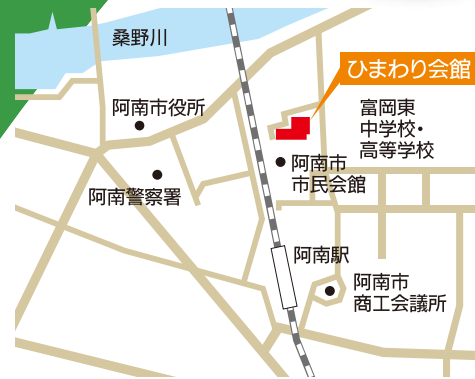 桑野川
ひまわり会館
阿南市役所
富岡東
中学校・
高等学校
阿南市
市民会館
阿南警察署
阿南駅
阿南市
商工会議所